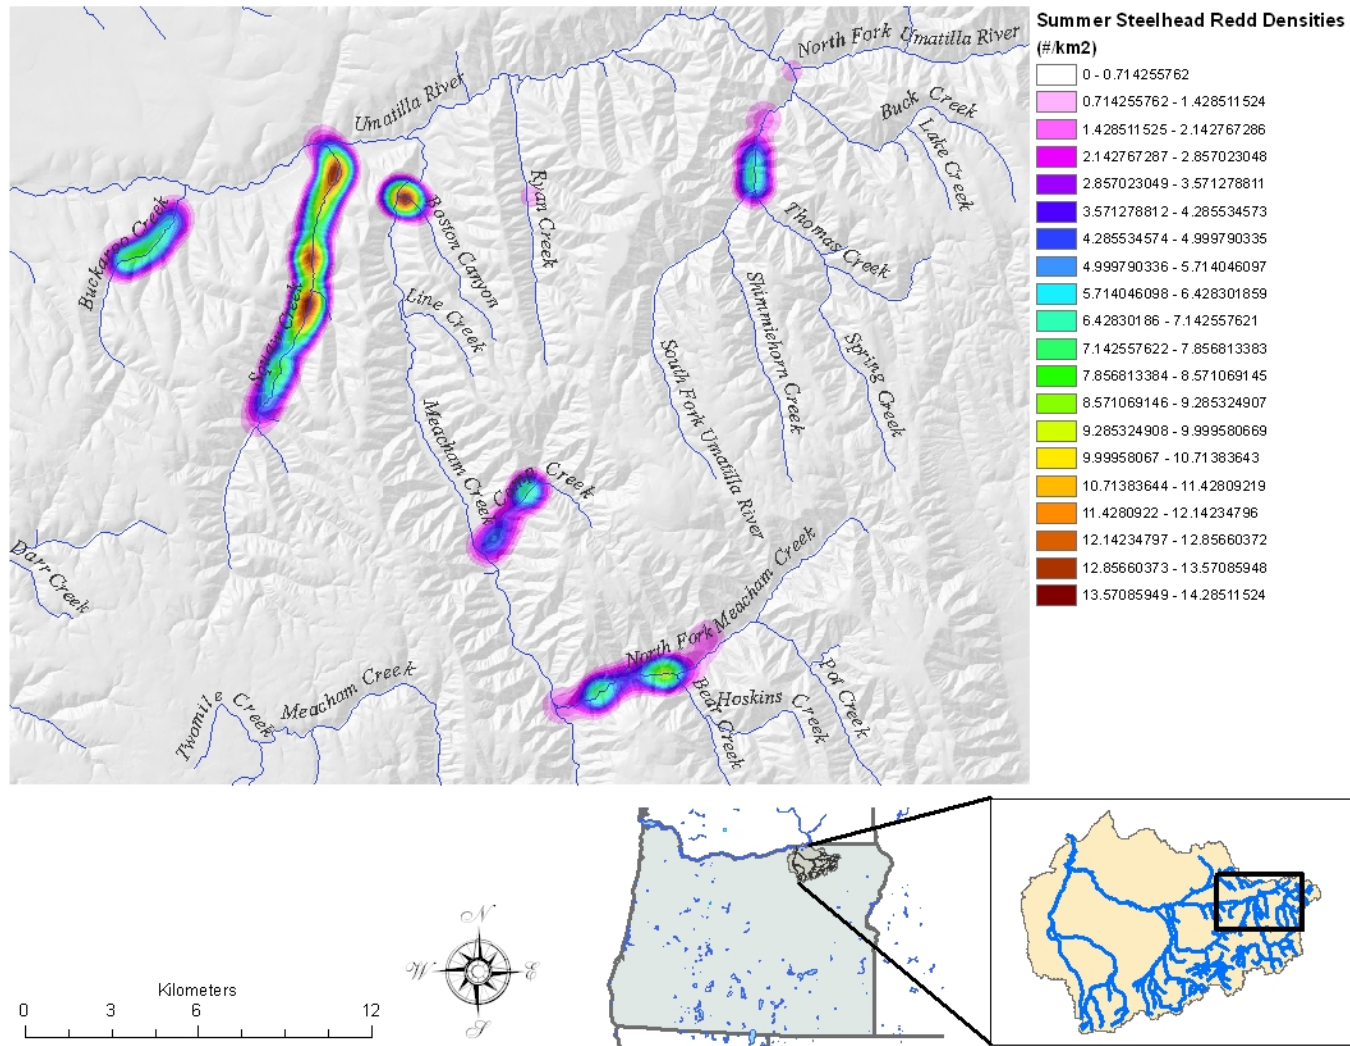 Summer Steelhead Redd Densities
(#/km2)
0 - 0.714255762
0.714255762 - 1.428511524
1.428511525 - 2.142767286
2.142767287 - 2.857023048
2.857023049 - 3.571278811
3.571278812 - 4.285534573
4.285534574 - 4.999790335
4.999790336 - 5.714046097
5.714046098 - 6.428301859
6.42830186 - 7.142557621
7.142557622 - 7.856813383
7.856813384 - 8.571069145
8.571069146 - 9.285324907
9.285324908 - 9.999580669
9.99958067 - 10.71383643
10.71383644 - 11.42809219
11.4280922 - 12.14234796
12.14234797 - 12.85660372
12.85660373 - 13.57085948
13.57085949 - 14.28511524
North Fork Umatilla River
Umatilla River
Buck Creek
Lake Creek
Ryan Creek
Boston Canyon
Buckaroo Creek
Thomas Creek
Line Creek
Squaw Creek
Shimmiehorn Creek
Spring Creek
South Fork Umatilla River
Meacham Creek
Camp Creek
North Fork Meacham Creek
Darr Creek
Pot Creek
Bear Creek
Hoskins Creek
Twomile Creek
Meacham Creek
N
W
E
S
Kilometers
0 3 6 12